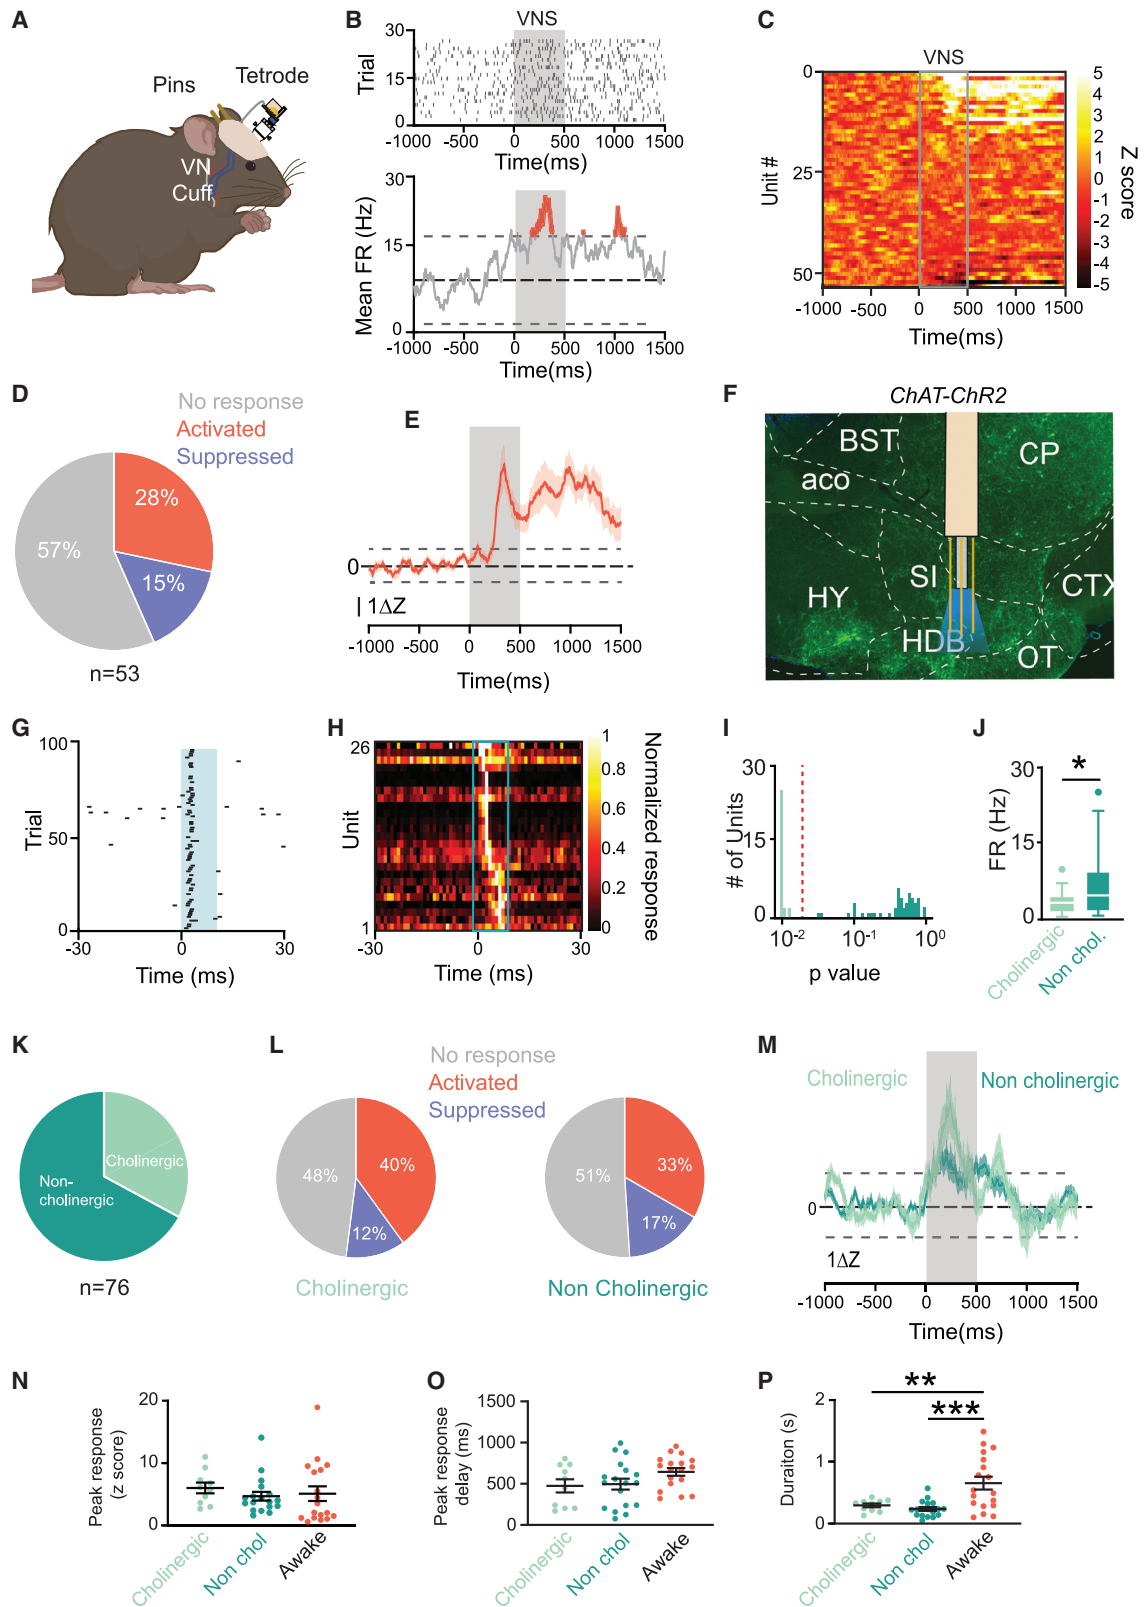 A
Pins
Tetrode
VN
Cuff
B
VNS
Trial
30
15
0
-1000 -500 0 500 1000 1500
Time(ms)
Mean FR (Hz)
30
15
0
-1000 -500 0 500 1000 1500
Time(ms)
C
VNS
Unit #
0
25
50
-1000 -500 0 500 1000 1500
Time(ms)
5
4
3
2
1
0
-1
-2
-3
-4
-5
Z score
D
No response
Activated
Suppressed
28%
57%
15%
n=53
E
0
1ΔZ
-1000 -500 0 500 1000 1500
Time(ms)
F
ChAT-ChR2
BST
CP
aco
SI
CTX
HY
HDB
OT
G
Trial
100
50
0
-30 0 30
Time (ms)
H
Unit
26
1
-30 0 30
Time (ms)
1
0.8
0.6
0.4
0.2
0
Normalized response
I
# of Units
30
15
0
10-2 10-1 100
p value
J
*
FR (Hz)
30
15
0
Cholinergic
Non chol.
K
Cholinergic
Non-
cholinergic
n=76
L
No response
Activated
Suppressed
48%
40%
12%
Cholinergic
51%
33%
17%
Non Cholinergic
M
Cholinergic
Non cholinergic
0
1ΔZ
-1000 -500 0 500 1000 1500
Time(ms)
N
Peak response
(z score)
20
10
0
Cholinergic
Non chol
Awake
O
Peak response
delay (ms)
1500
1000
500
0
Cholinergic
Non chol
Awake
P
**
***
Duraiton (s)
2
1
0
Cholinergic
Non chol
Awake